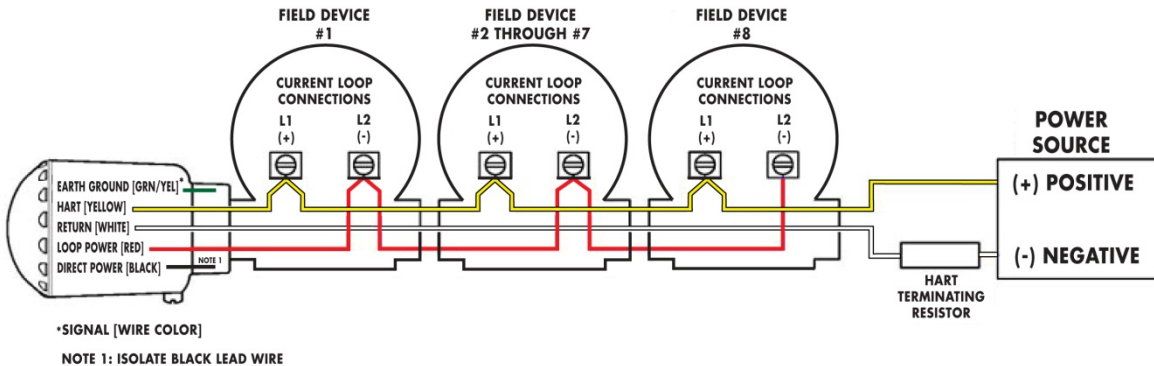 FIELD DEVICE
#1
FIELD DEVICE
#2 THROUGH #7
FIELD DEVICE
#8
CURRENT LOOP
CONNECTIONS
L1
(+)
L2
(-)
CURRENT LOOP
CONNECTIONS
L1
(+)
L2
(-)
CURRENT LOOP
CONNECTIONS
L1
(+)
L2
(-)
POWER
SOURCE
(+) POSITIVE
(-) NEGATIVE
EARTH GROUND [GRN/YEL]*
HART [YELLOW]
RETURN [WHITE]
LOOP POWER [RED]
DIRECT POWER [BLACK]
NOTE 1
HART
TERMINATING
RESISTOR
*SIGNAL [WIRE COLOR]
NOTE 1: ISOLATE BLACK LEAD WIRE